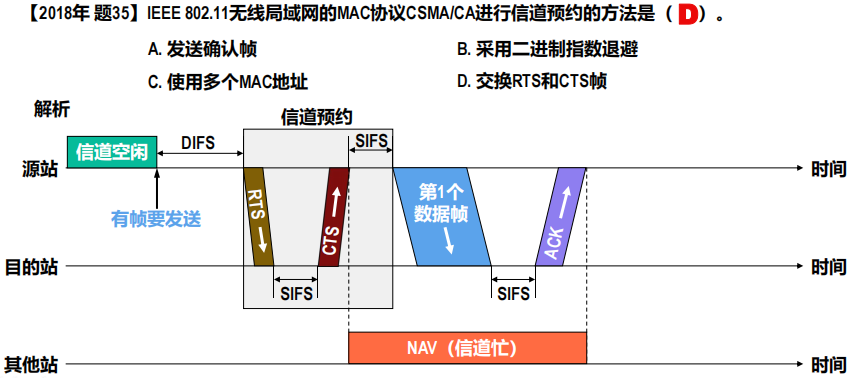 【2018年 题35】IEEE 802.11无线局域网的MAC协议CSMA/CA进行信道预约的方法是（ D）。
A. 发送确认帧 B. 采用二进制指数退避
C. 使用多个MAC地址 D. 交换RTS和CTS帧
解析
信道预约
信道空闲 DIFS SIFS
源站 时间
有帧要发送 RTS CTS 第1个
数据帧 ACK
目的站 时间
SIFS SIFS
NAV（信道忙）
其他站 时间